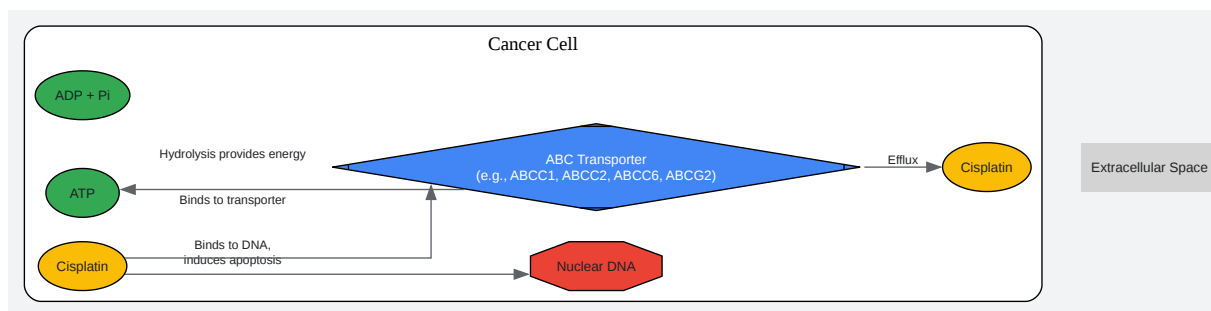 Cancer Cell
ADP + Pi
Hydrolysis provides energy
ABC Transporter
(e.g., ABCC1, ABCC2, ABCC6, ABCG2)
Efflux
Cisplatin
Extracellular Space
ATP
Binds to transporter
Cisplatin
Binds to DNA,
induces apoptosis
Nuclear DNA